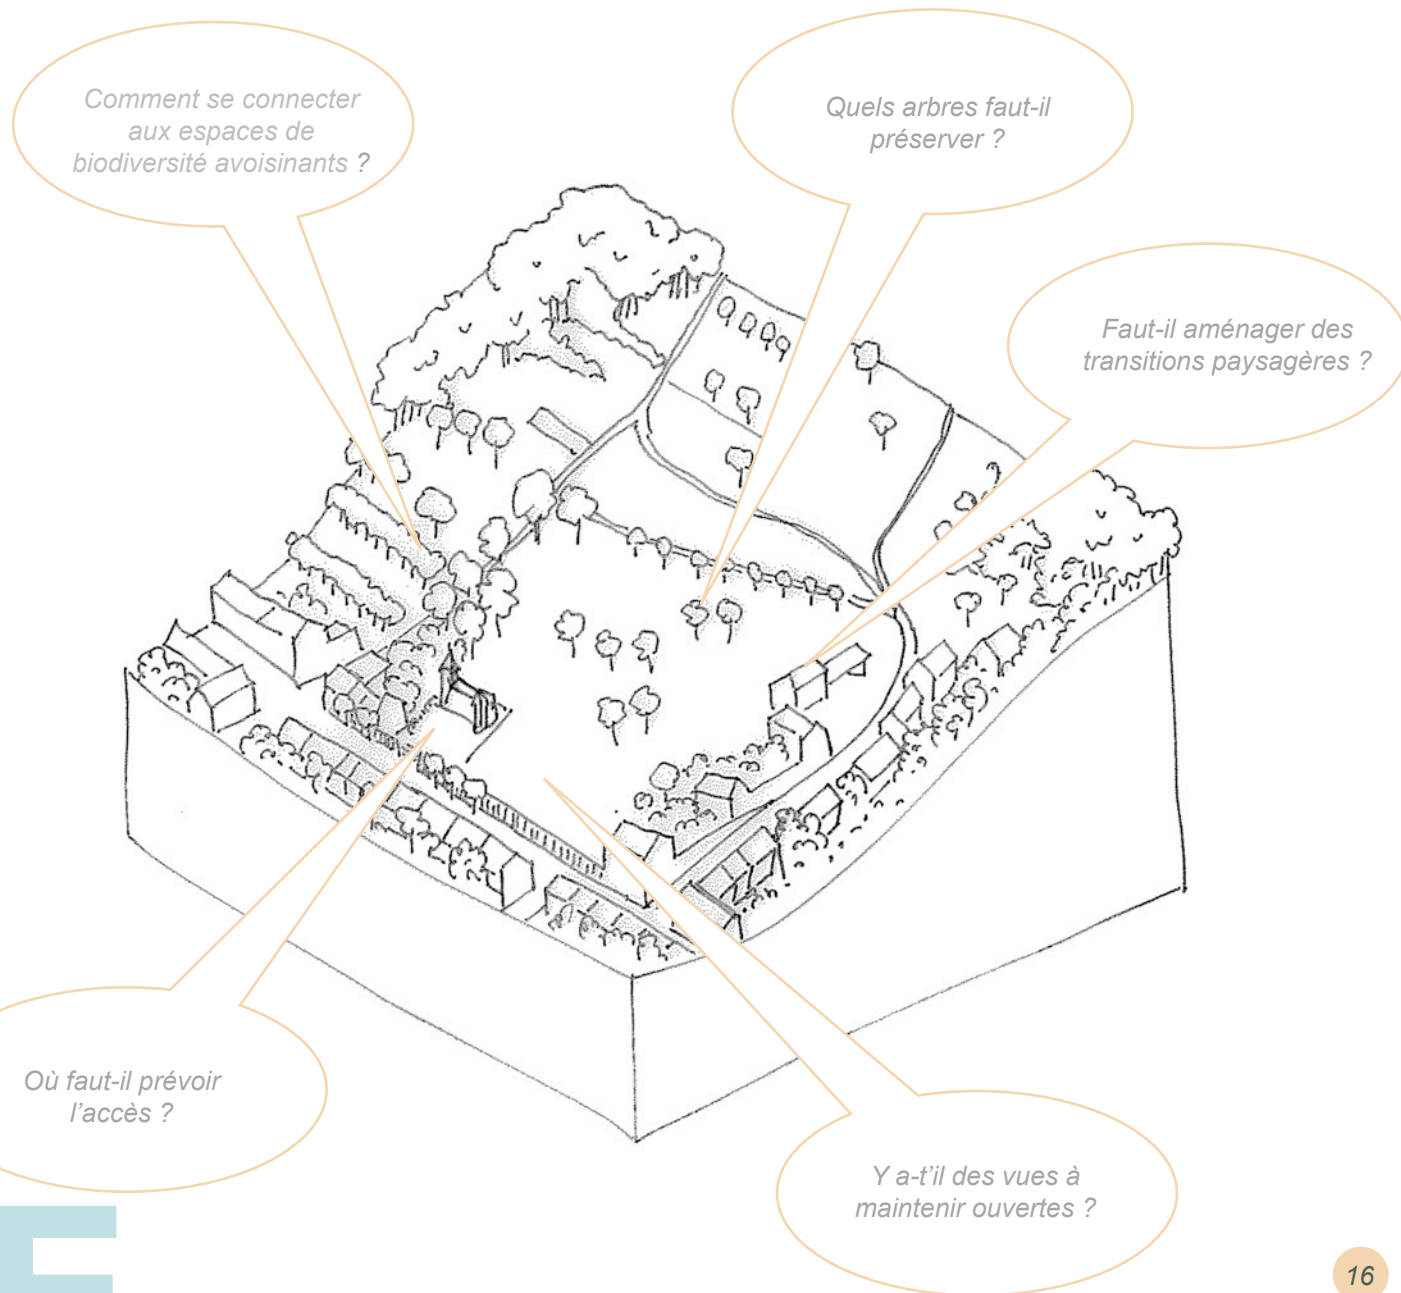 Comment se connecter
aux espaces de
biodiversité avoisinants ?
Quels arbres faut-il
préserver ?
Faut-il aménager des
transitions paysagères ?
Où faut-il prévoir
l’accès ?
Y a-t’il des vues à
maintenir ouvertes ?
16